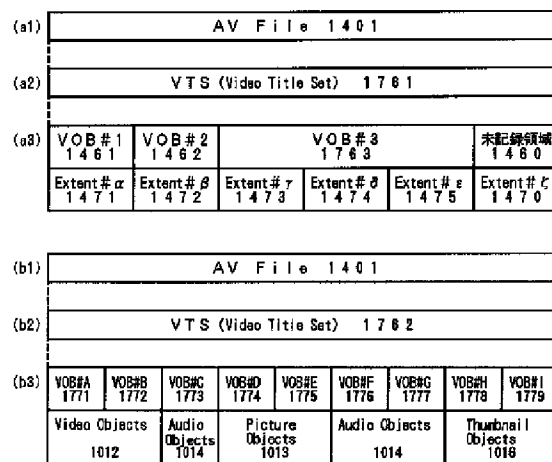 (a1) AV File 1401
(a2) VTS (Video Title Set) 1761
(a3) VOB#1 VOB#2 VOB#3 未記録領域
1461 1462 1763 1460
Extent#α Extent#β Extent#γ Extent#δ Extent#ε Extent#ζ
1471 1472 1473 1474 1475 1470
(b1) AV File 1401
(b2) VTS (Video Title Set) 1762
(b3) VOB#A VOB#B VOB#C VOB#D VOB#E VOB#F VOB#G VOB#H VOB#I
1771 1772 1773 1774 1775 1776 1777 1778 1779
Video Objects Audio Picture Audio Objects Thumbnail
Objects Objects Objects
1012 1014 1013 1014 1016